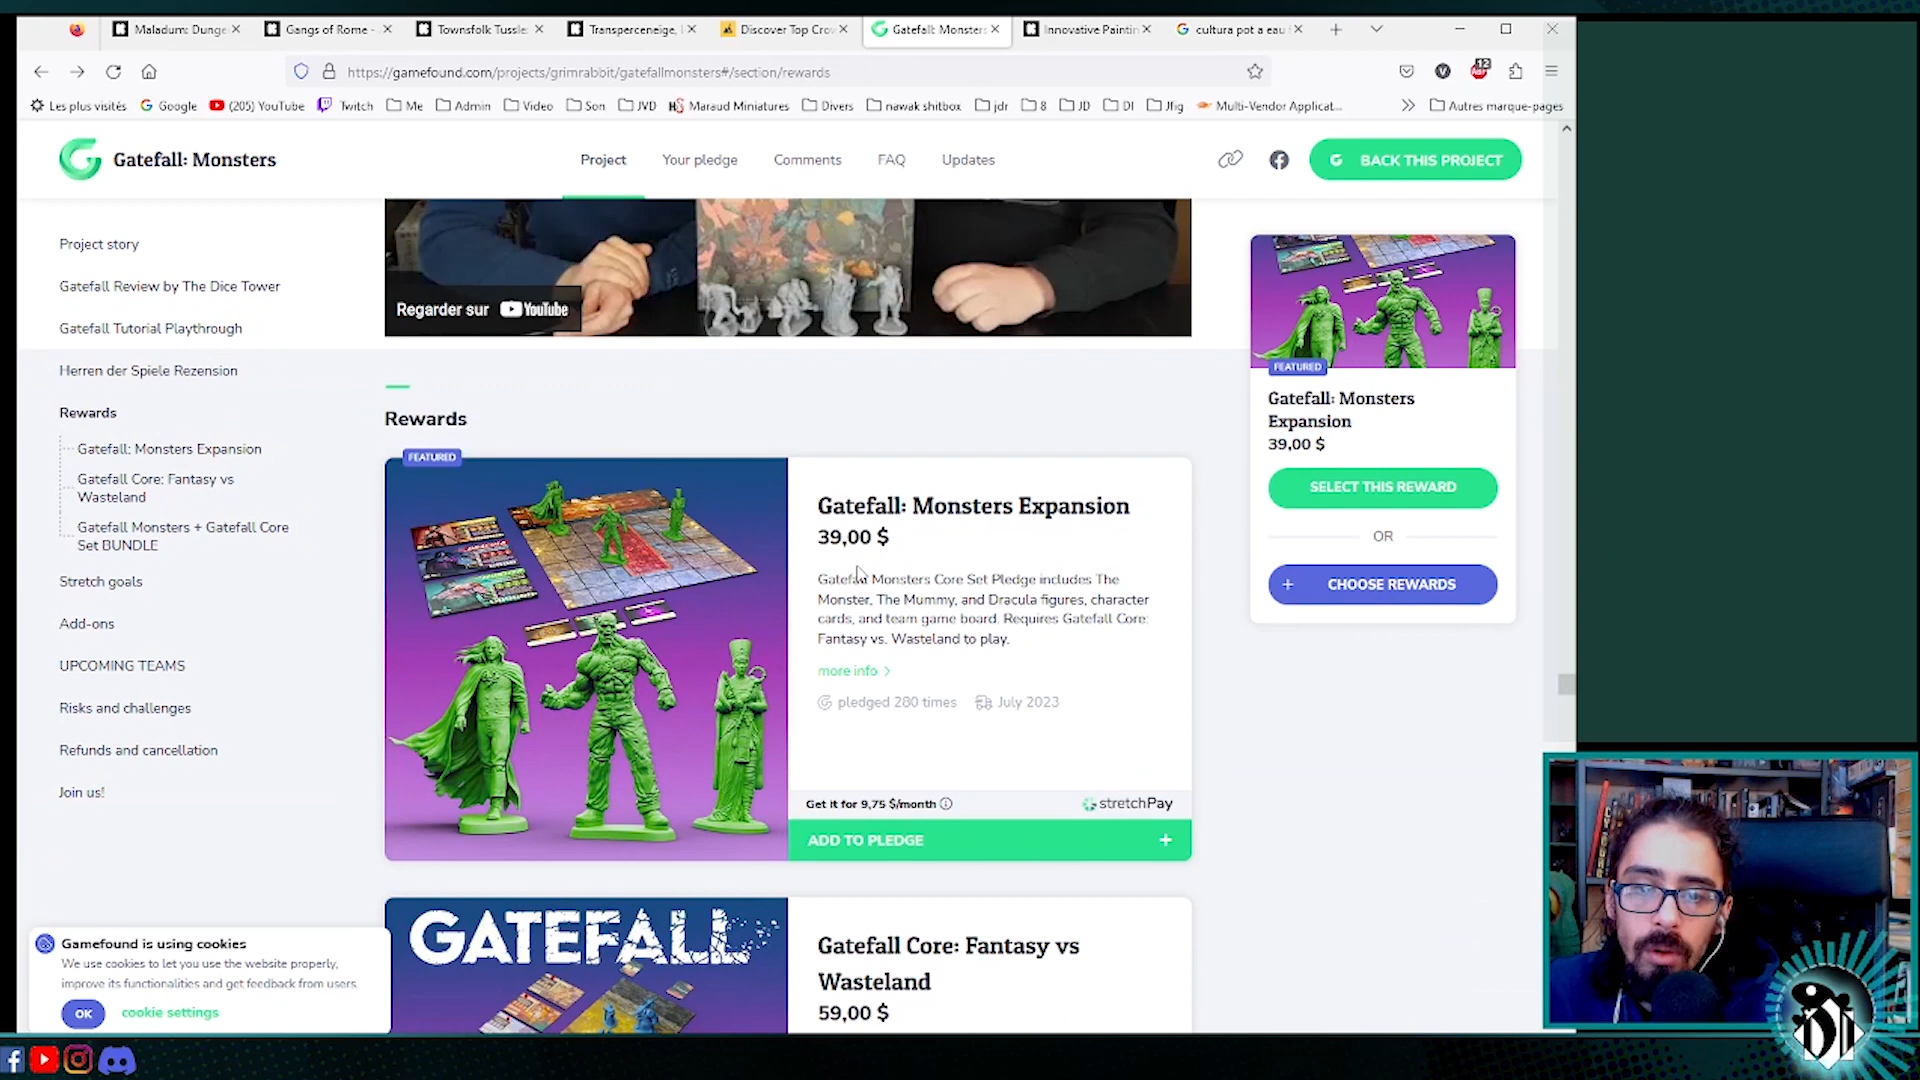 Maladum: Dunge
Gangs of Rome -
Townsfolk Tussle
Transperceneige,
Discover Top Cro
Gatefall: Monsters
Innovative Paintin
cultura pot a eau
https://gamefound.com/projects/grimrabbit/gatefallmonsters#/section/rewards
12
Les plus visités
Google
(205) YouTube
Twitch
Me
Admin
Video
Son
JVD
Maraud Miniatures
Divers
nawak shitbox
jdr
8
JD
DI
Jfig
Multi-Vendor Applicat...
Autres marque-pages
Gatefall: Monsters
Project
Your pledge
Comments
FAQ
Updates
BACK THIS PROJECT
Project story
Gatefall Review by The Dice Tower
Gatefall Tutorial Playthrough
Herren der Spiele Rezension
Rewards
Gatefall: Monsters Expansion
Gatefall Core: Fantasy vs
Wasteland
Gatefall Monsters + Gatefall Core
Set BUNDLE
Stretch goals
Add-ons
UPCOMING TEAMS
Risks and challenges
Refunds and cancellation
Join us!
Regarder sur YouTube
Rewards
FEATURED
Gatefall: Monsters Expansion
39,00 $
Gatefall Monsters Core Set Pledge includes The
Monster, The Mummy, and Dracula figures, character
cards, and team game board. Requires Gatefall Core:
Fantasy vs. Wasteland to play.
more info >
pledged 280 times
July 2023
Get it for 9,75 $/month
stretchPay
ADD TO PLEDGE
GATEFALL
Gatefall Core: Fantasy vs
Wasteland
59,00 $
FEATURED
Gatefall: Monsters
Expansion
39,00 $
SELECT THIS REWARD
OR
CHOOSE REWARDS
Gamefound is using cookies
We use cookies to let you use the website properly,
improve its functionalities and get feedback from users.
OK
cookie settings